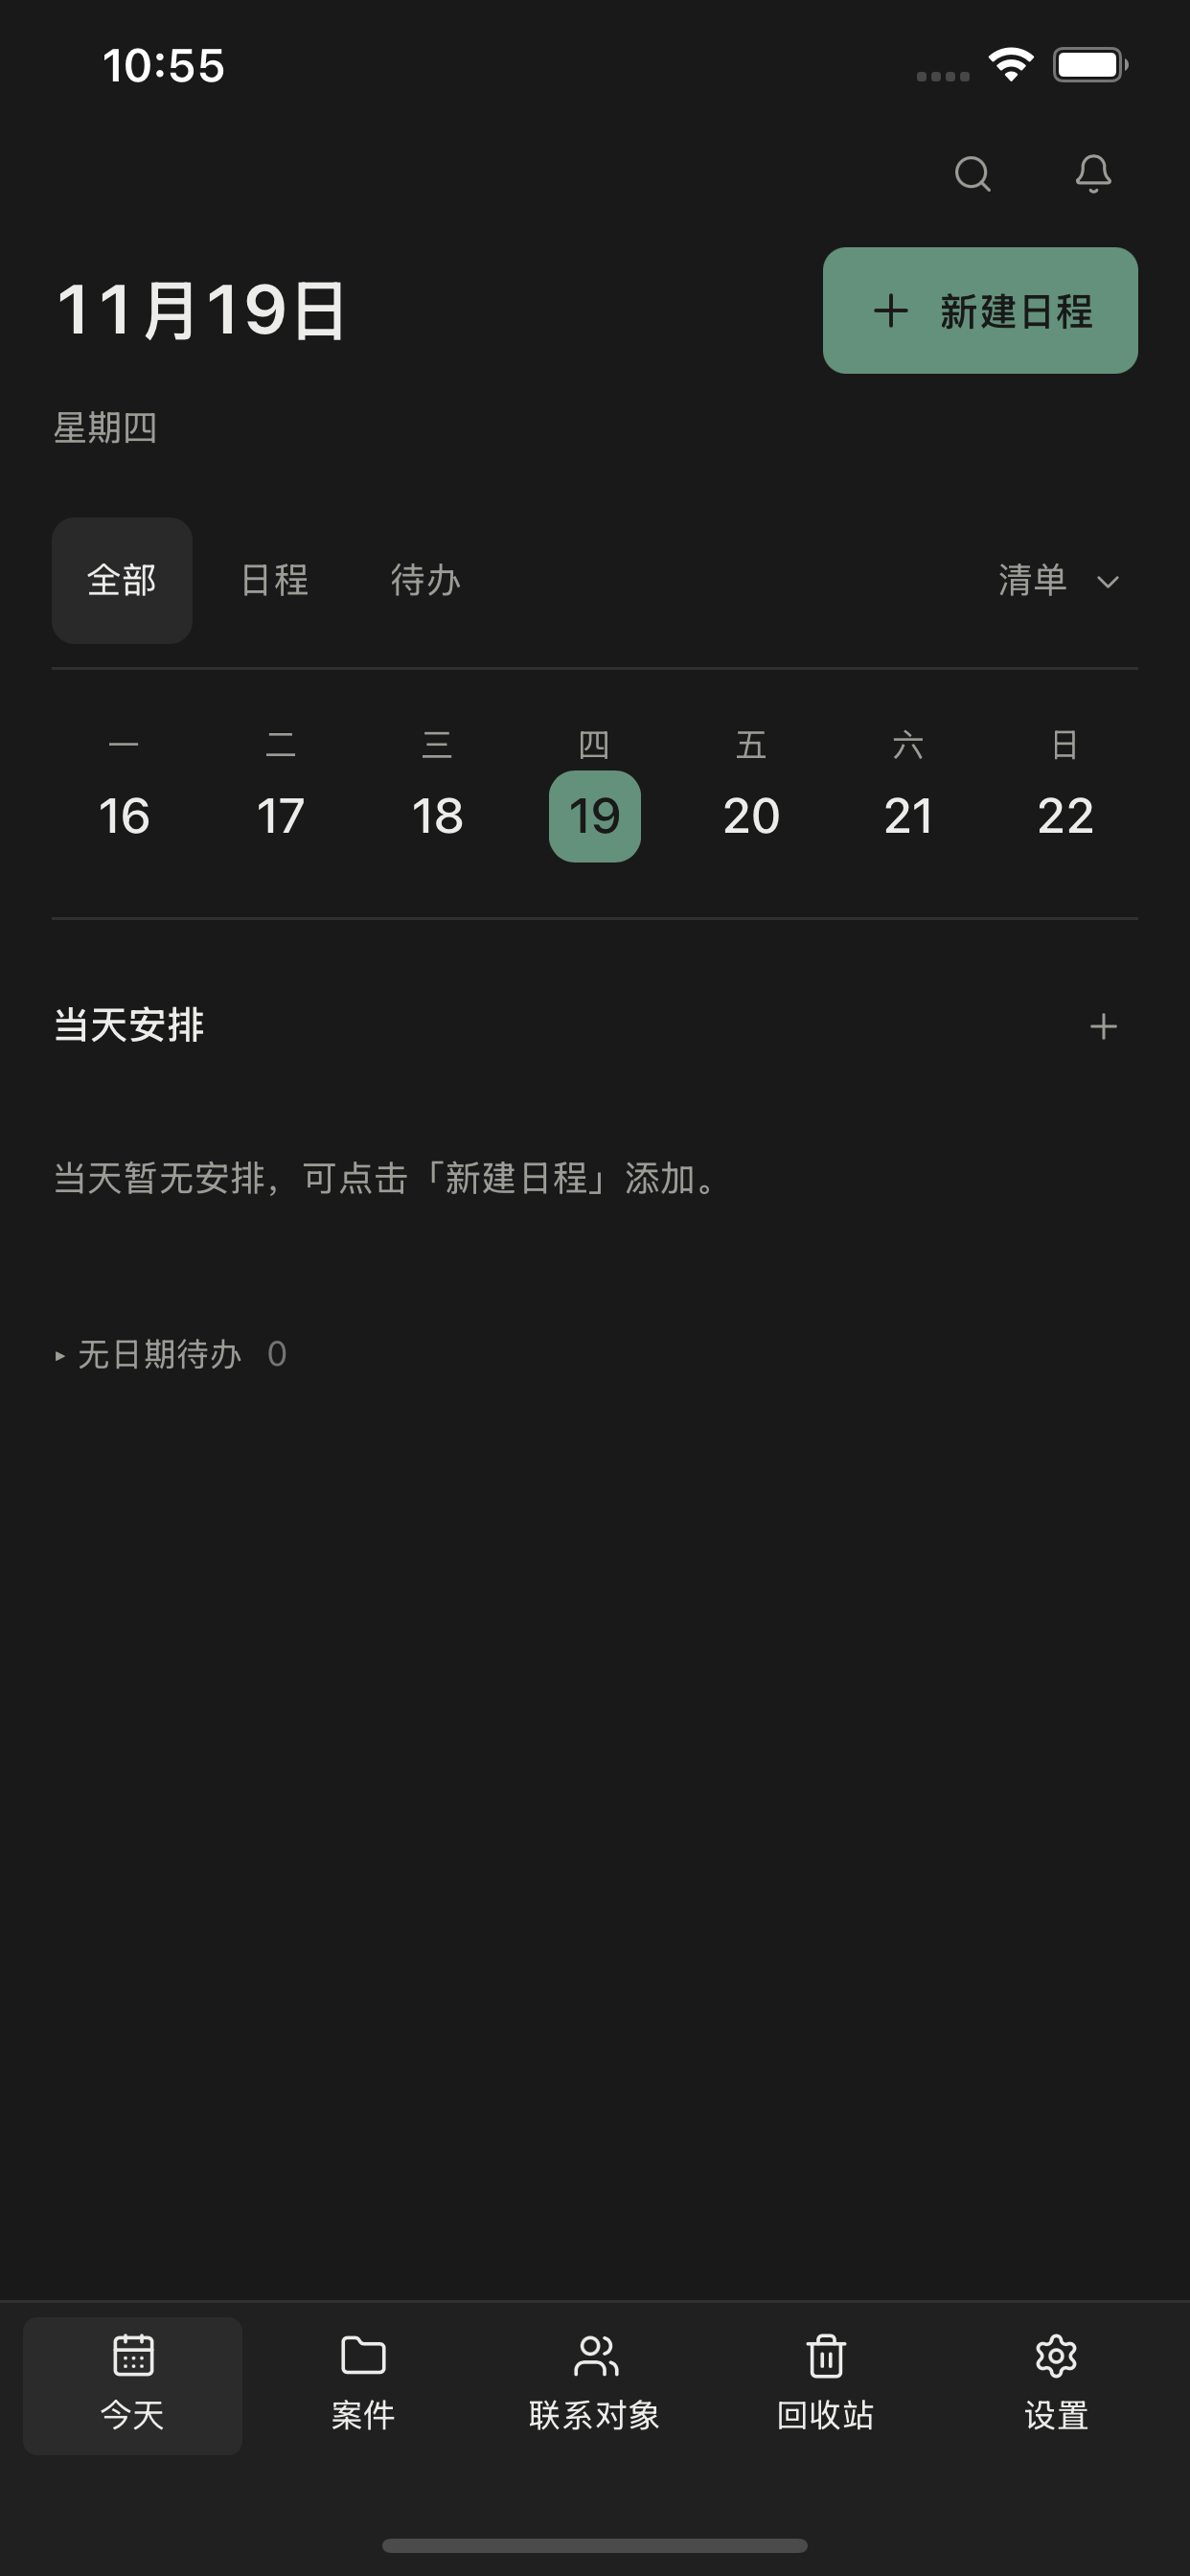 10:55
11月19日
新建日程
星期四
全部 日程 待办 清单
一 二 三 四 五 六 日
16 17 18 19 20 21 22
当天安排
当天暂无安排，可点击「新建日程」添加。
无日期待办 0
今天 案件 联系对象 回收站 设置